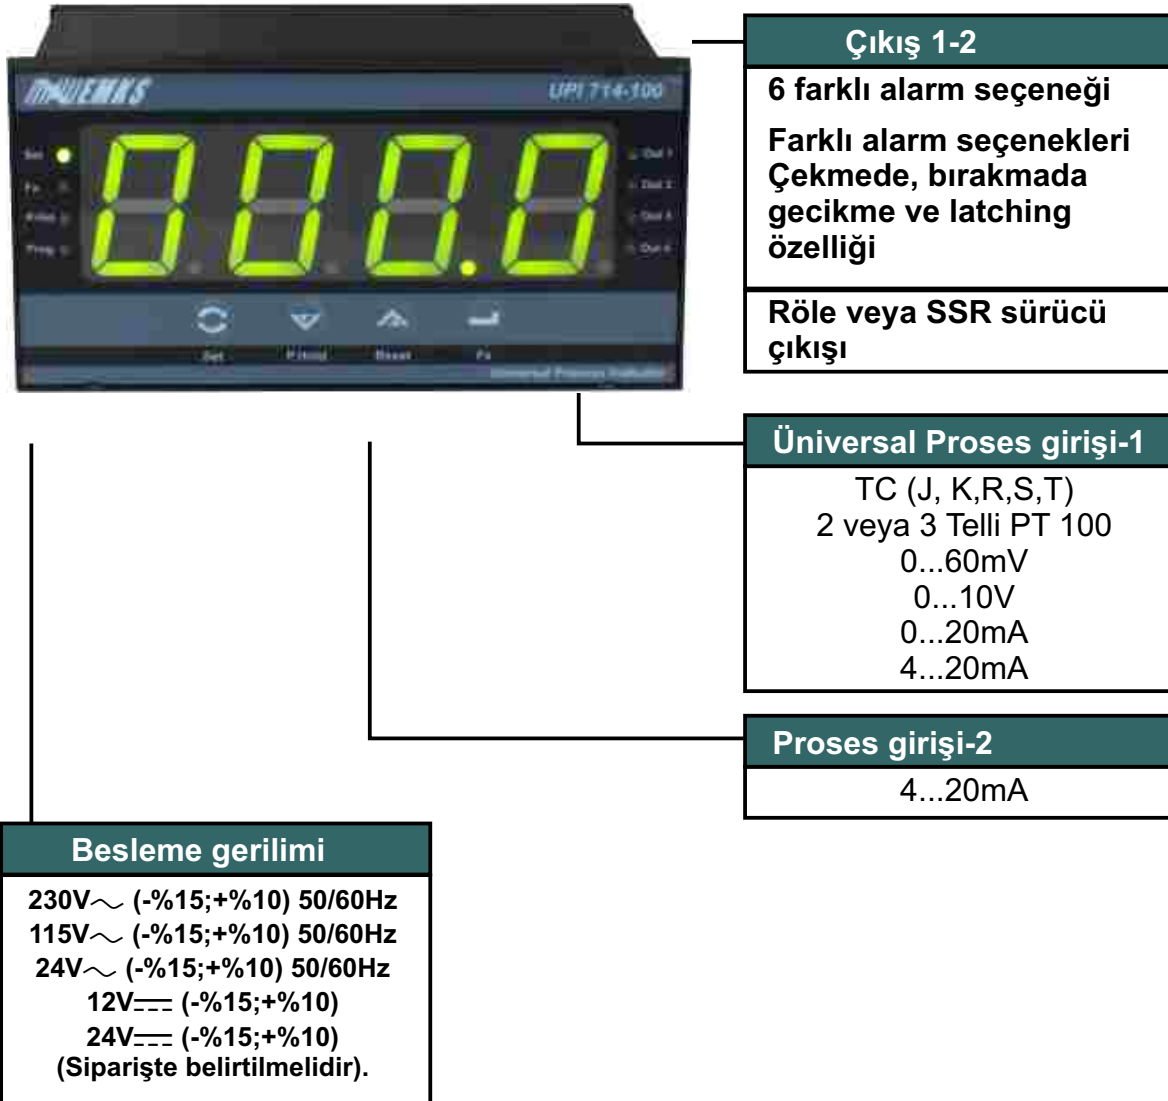 EMKS
UPI 714-100
0000.0
Set
Out 1
Fx
Out 2
Out 3
Prog
Out 4
Set
P.Hold
Reset
Fx
Universal Process Indicator
Çıkış 1-2
6 farklı alarm seçeneği
Farklı alarm seçenekleri
Çekmede, bırakmada
gecikme ve latching
özelliği
Röle veya SSR sürücü
çıkışı
Üniversal Proses girişi-1
TC (J, K,R,S,T)
2 veya 3 Telli PT 100
0...60mV
0...10V
0...20mA
4...20mA
Proses girişi-2
4...20mA
Besleme gerilimi
230V～ (-%15;+%10) 50/60Hz
115V～ (-%15;+%10) 50/60Hz
24V～ (-%15;+%10) 50/60Hz
12V⎓ (-%15;+%10)
24V⎓ (-%15;+%10)
(Siparişte belirtilmelidir).